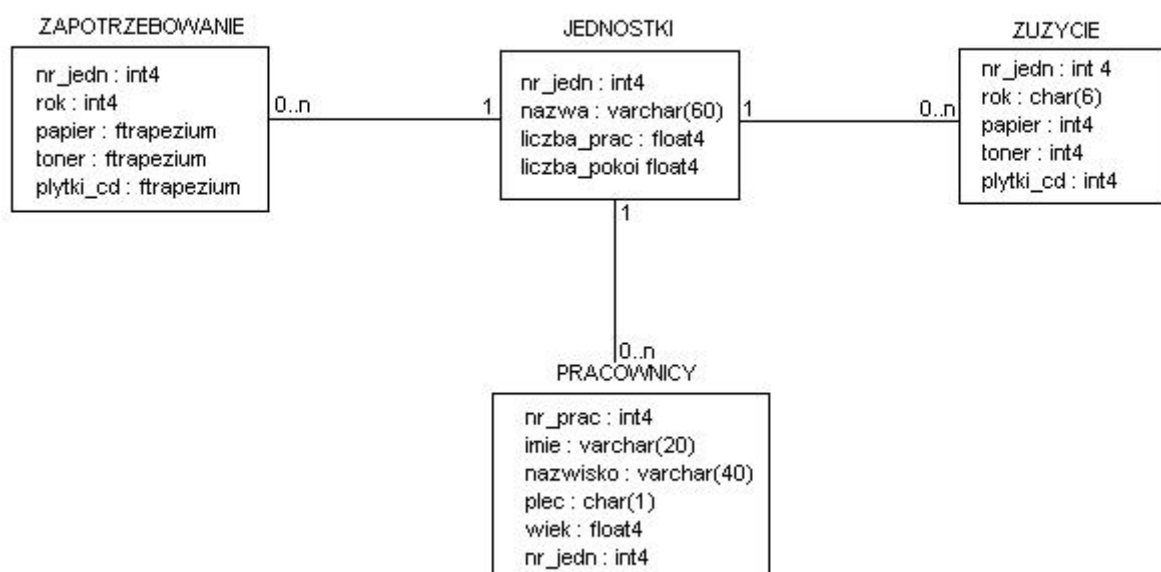 ZAPOTRZEBOWANIE
nr_jedn : int4
rok : int4
papier : ftrapezium
toner : ftrapezium
plytki_cd : ftrapezium
0..n
1
JEDNOSTKI
nr_jedn : int4
nazwa : varchar(60)
liczba_prac : float4
liczba_pokoi float4
1
0..n
ZUZYCIE
nr_jedn : int 4
rok : char(6)
papier : int4
toner : int4
plytki_cd : int4
1
0..n
PRACOWNICY
nr_prac : int4
imie : varchar(20)
nazwisko : varchar(40)
plec : char(1)
wiek : float4
nr_jedn : int4